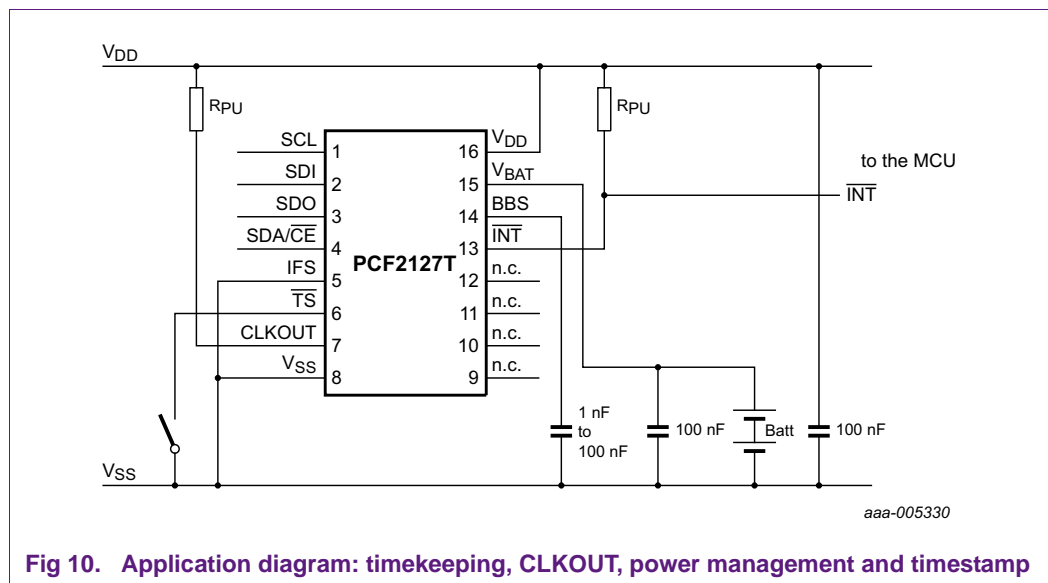 VDD
RPU
RPU
SCL
1
SDI
2
SDO
3
SDA/CE
4
IFS
5
TS
6
CLKOUT
7
VSS
8
PCF2127T
16
VDD
15
VBAT
14
BBS
13
INT
12
n.c.
11
n.c.
10
n.c.
9
n.c.
to the MCU
INT
1 nF
to
100 nF
100 nF
Batt
100 nF
VSS
aaa-005330
Fig 10. Application diagram: timekeeping, CLKOUT, power management and timestamp